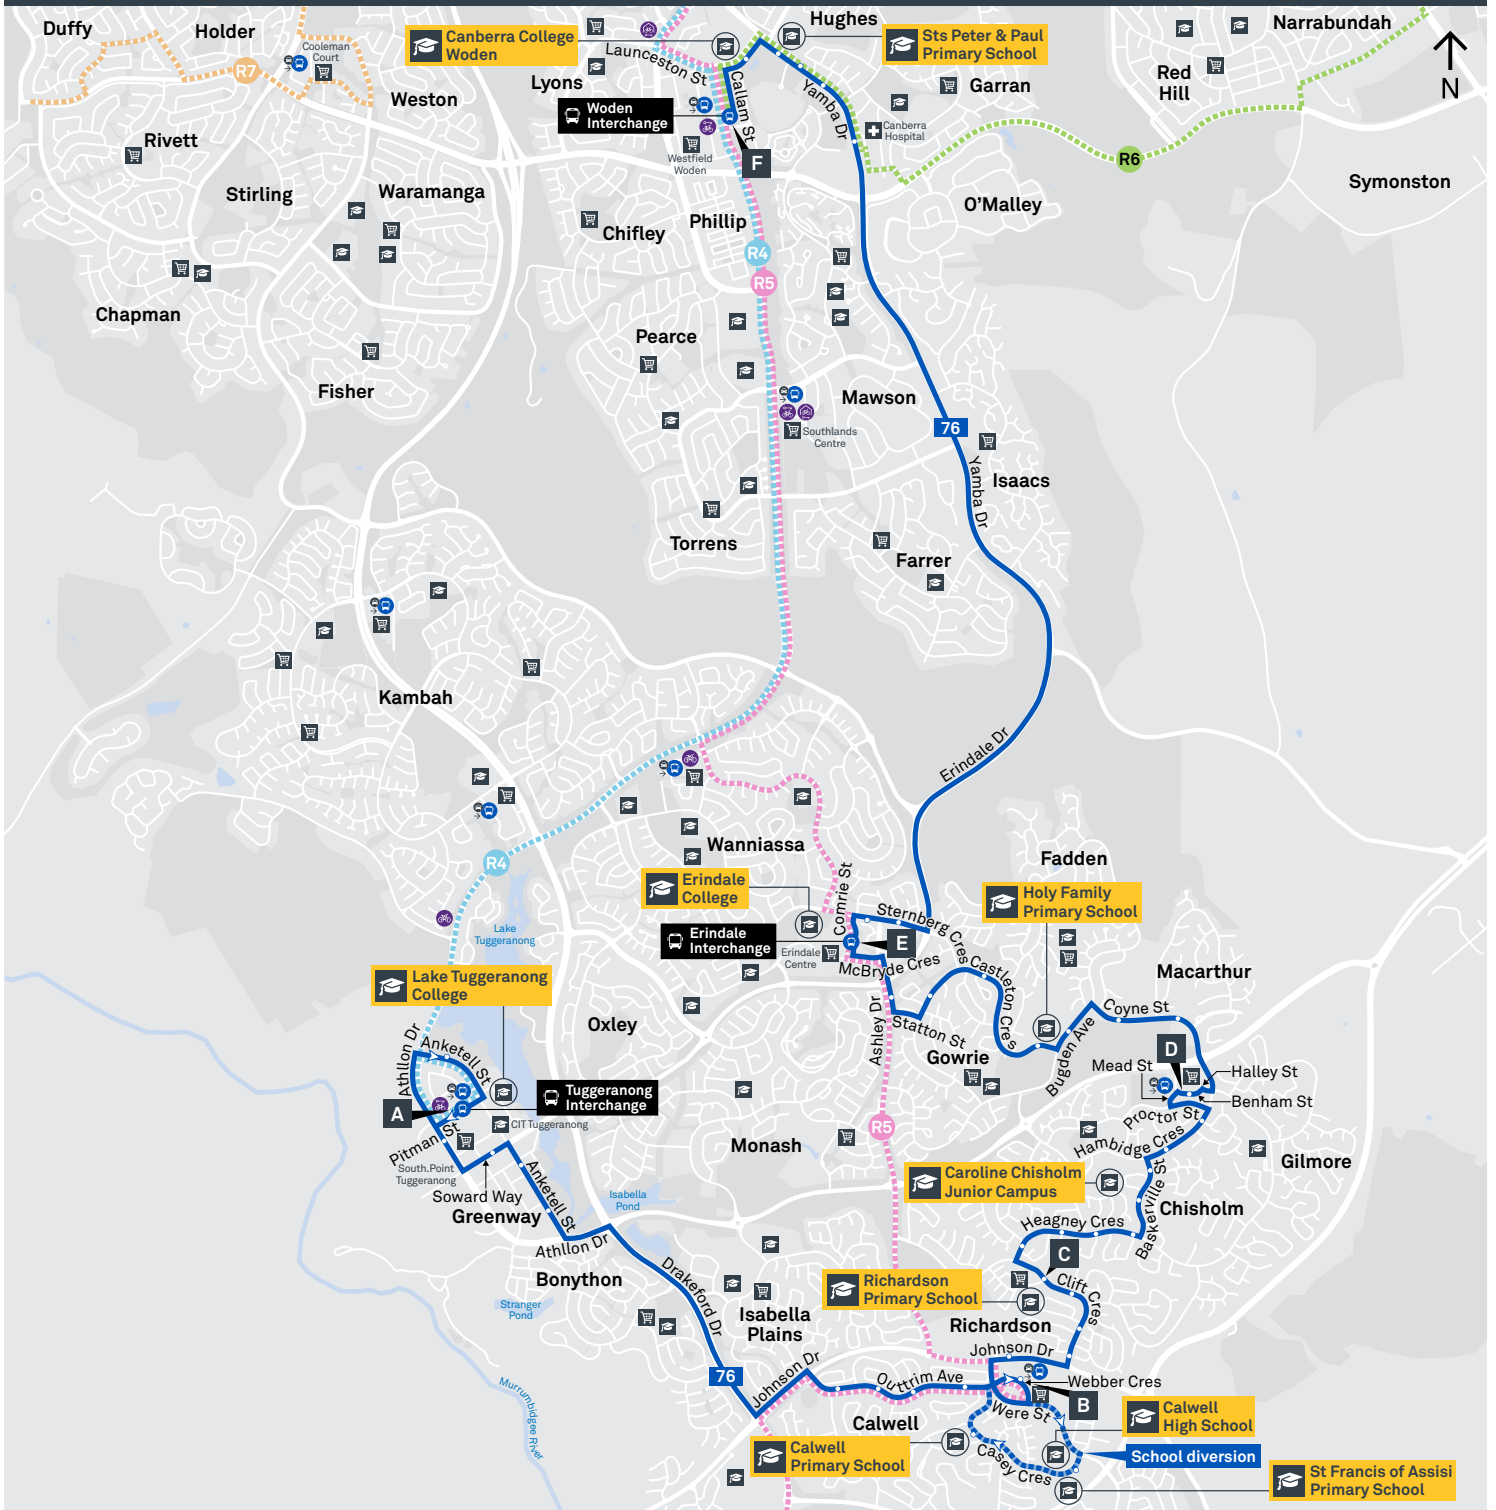 Duffy
Holder
Cooleman
Court
R7
Weston
Rivett
Stirling
Waramanga
Chapman
Fisher
Canberra College
Woden
Launceston St
Lyons
Hughes
Sts Peter & Paul
Primary School
Garran
Narrabundah
Red
Hill
N
Woden
Interchange
Callam St
Yamba Dr
Canberra
Hospital
Westfield
Woden
F
R6
Symonston
O'Malley
Chifley
Phillip
R4
R5
Pearce
Mawson
Southlands
Centre
76
Isaacs
Yamba Dr
Torrens
Farrer
Kambah
Erindale Dr
Wanniassa
R4
Fadden
Erindale
College
Comrie St
Holy Family
Primary School
Sternberg Cres
Erindale
Interchange
Erindale
Centre
E
McBryde Cres
Castleton Cres
Lake
Tuggeranong
Macarthur
Lake Tuggeranong
College
Oxley
Ashley Dr
Statton St
Gowrie
Bugden Ave
Coyne St
D
Mead St
Halley St
Benham St
Proctor St
Hambidge Cres
Athllon Dr
Anketell St
A
Tuggeranong
Interchange
CIT Tuggeranong
Pitman St
South.Point
Tuggeranong
Soward Way
Greenway
Anketell St
Athllon Dr
Isabella
Pond
Monash
R5
Gilmore
Caroline Chisholm
Junior Campus
Baskerville St
Chisholm
Heagney Cres
C
Clift Cres
Bonython
Drakeford Dr
Stranger
Pond
Isabella
Plains
Richardson
Primary School
Richardson
Johnson Dr
76
Johnson Dr
Outtrim Ave
Webber Cres
B
Were St
Murrumbidgee River
Calwell
Calwell
High School
Calwell
Primary School
Casey Cres
School diversion
St Francis of Assisi
Primary School